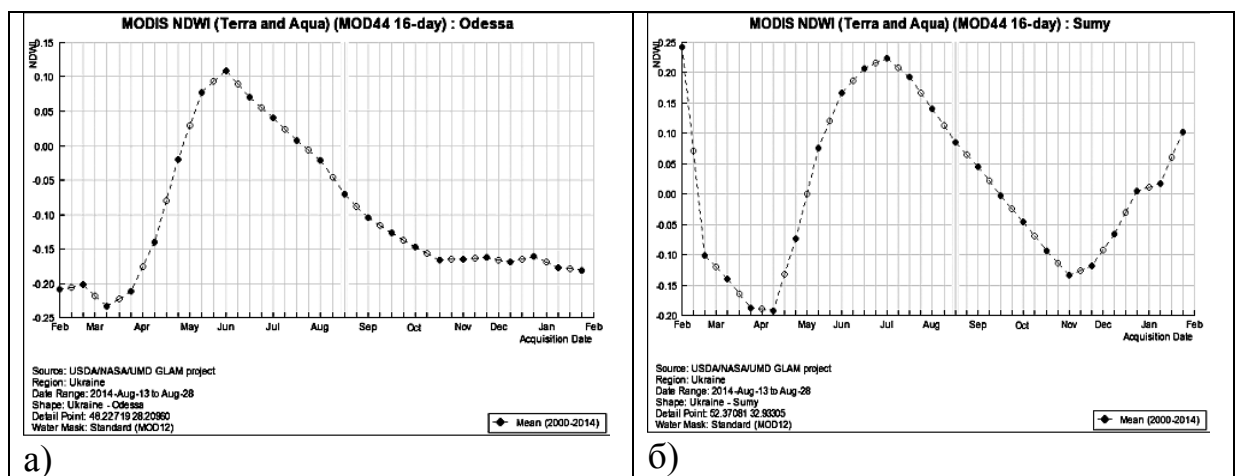 MODIS NDWI (Terra and Aqua) (MOD44 16-day) : Odessa
NDWI
0.15
0.10
0.05
0.00
-0.05
-0.10
-0.15
-0.20
-0.25
Feb Mar Apr May Jun Jul Aug Sep Oct Nov Dec Jan Feb
Acquisition Date
Source: USDA/NASA/UMD GLAM project
Region: Ukraine
Date Range: 2014-Aug-13 to Aug-28
Shape: Ukraine - Odessa
Detail Point: 48.22719 28.20960
Water Mask: Standard (MOD12)
Mean (2000-2014)
а)
MODIS NDWI (Terra and Aqua) (MOD44 16-day) : Sumy
NDWI
0.25
0.20
0.15
0.10
0.05
0.00
-0.05
-0.10
-0.15
-0.20
Feb Mar Apr May Jun Jul Aug Sep Oct Nov Dec Jan Feb
Acquisition Date
Source: USDA/NASA/UMD GLAM project
Region: Ukraine
Date Range: 2014-Aug-13 to Aug-28
Shape: Ukraine - Sumy
Detail Point: 52.37081 32.93305
Water Mask: Standard (MOD12)
Mean (2000-2014)
б)